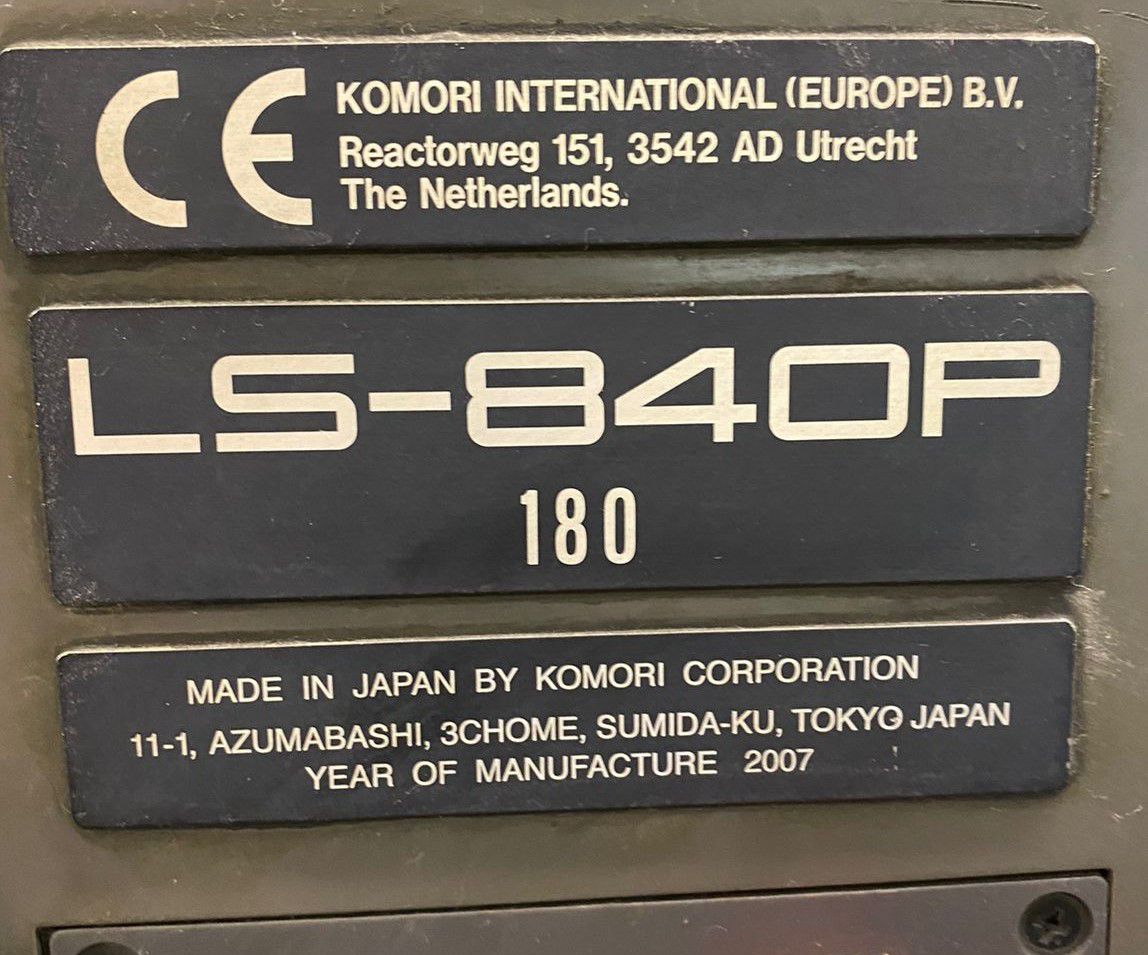 CE
KOMORI INTERNATIONAL (EUROPE) B.V.
Reactorweg 151, 3542 AD Utrecht
The Netherlands.
LS-840P
180
MADE IN JAPAN BY KOMORI CORPORATION
11-1, AZUMABASHI, 3CHOME, SUMIDA-KU, TOKYO JAPAN
YEAR OF MANUFACTURE 2007